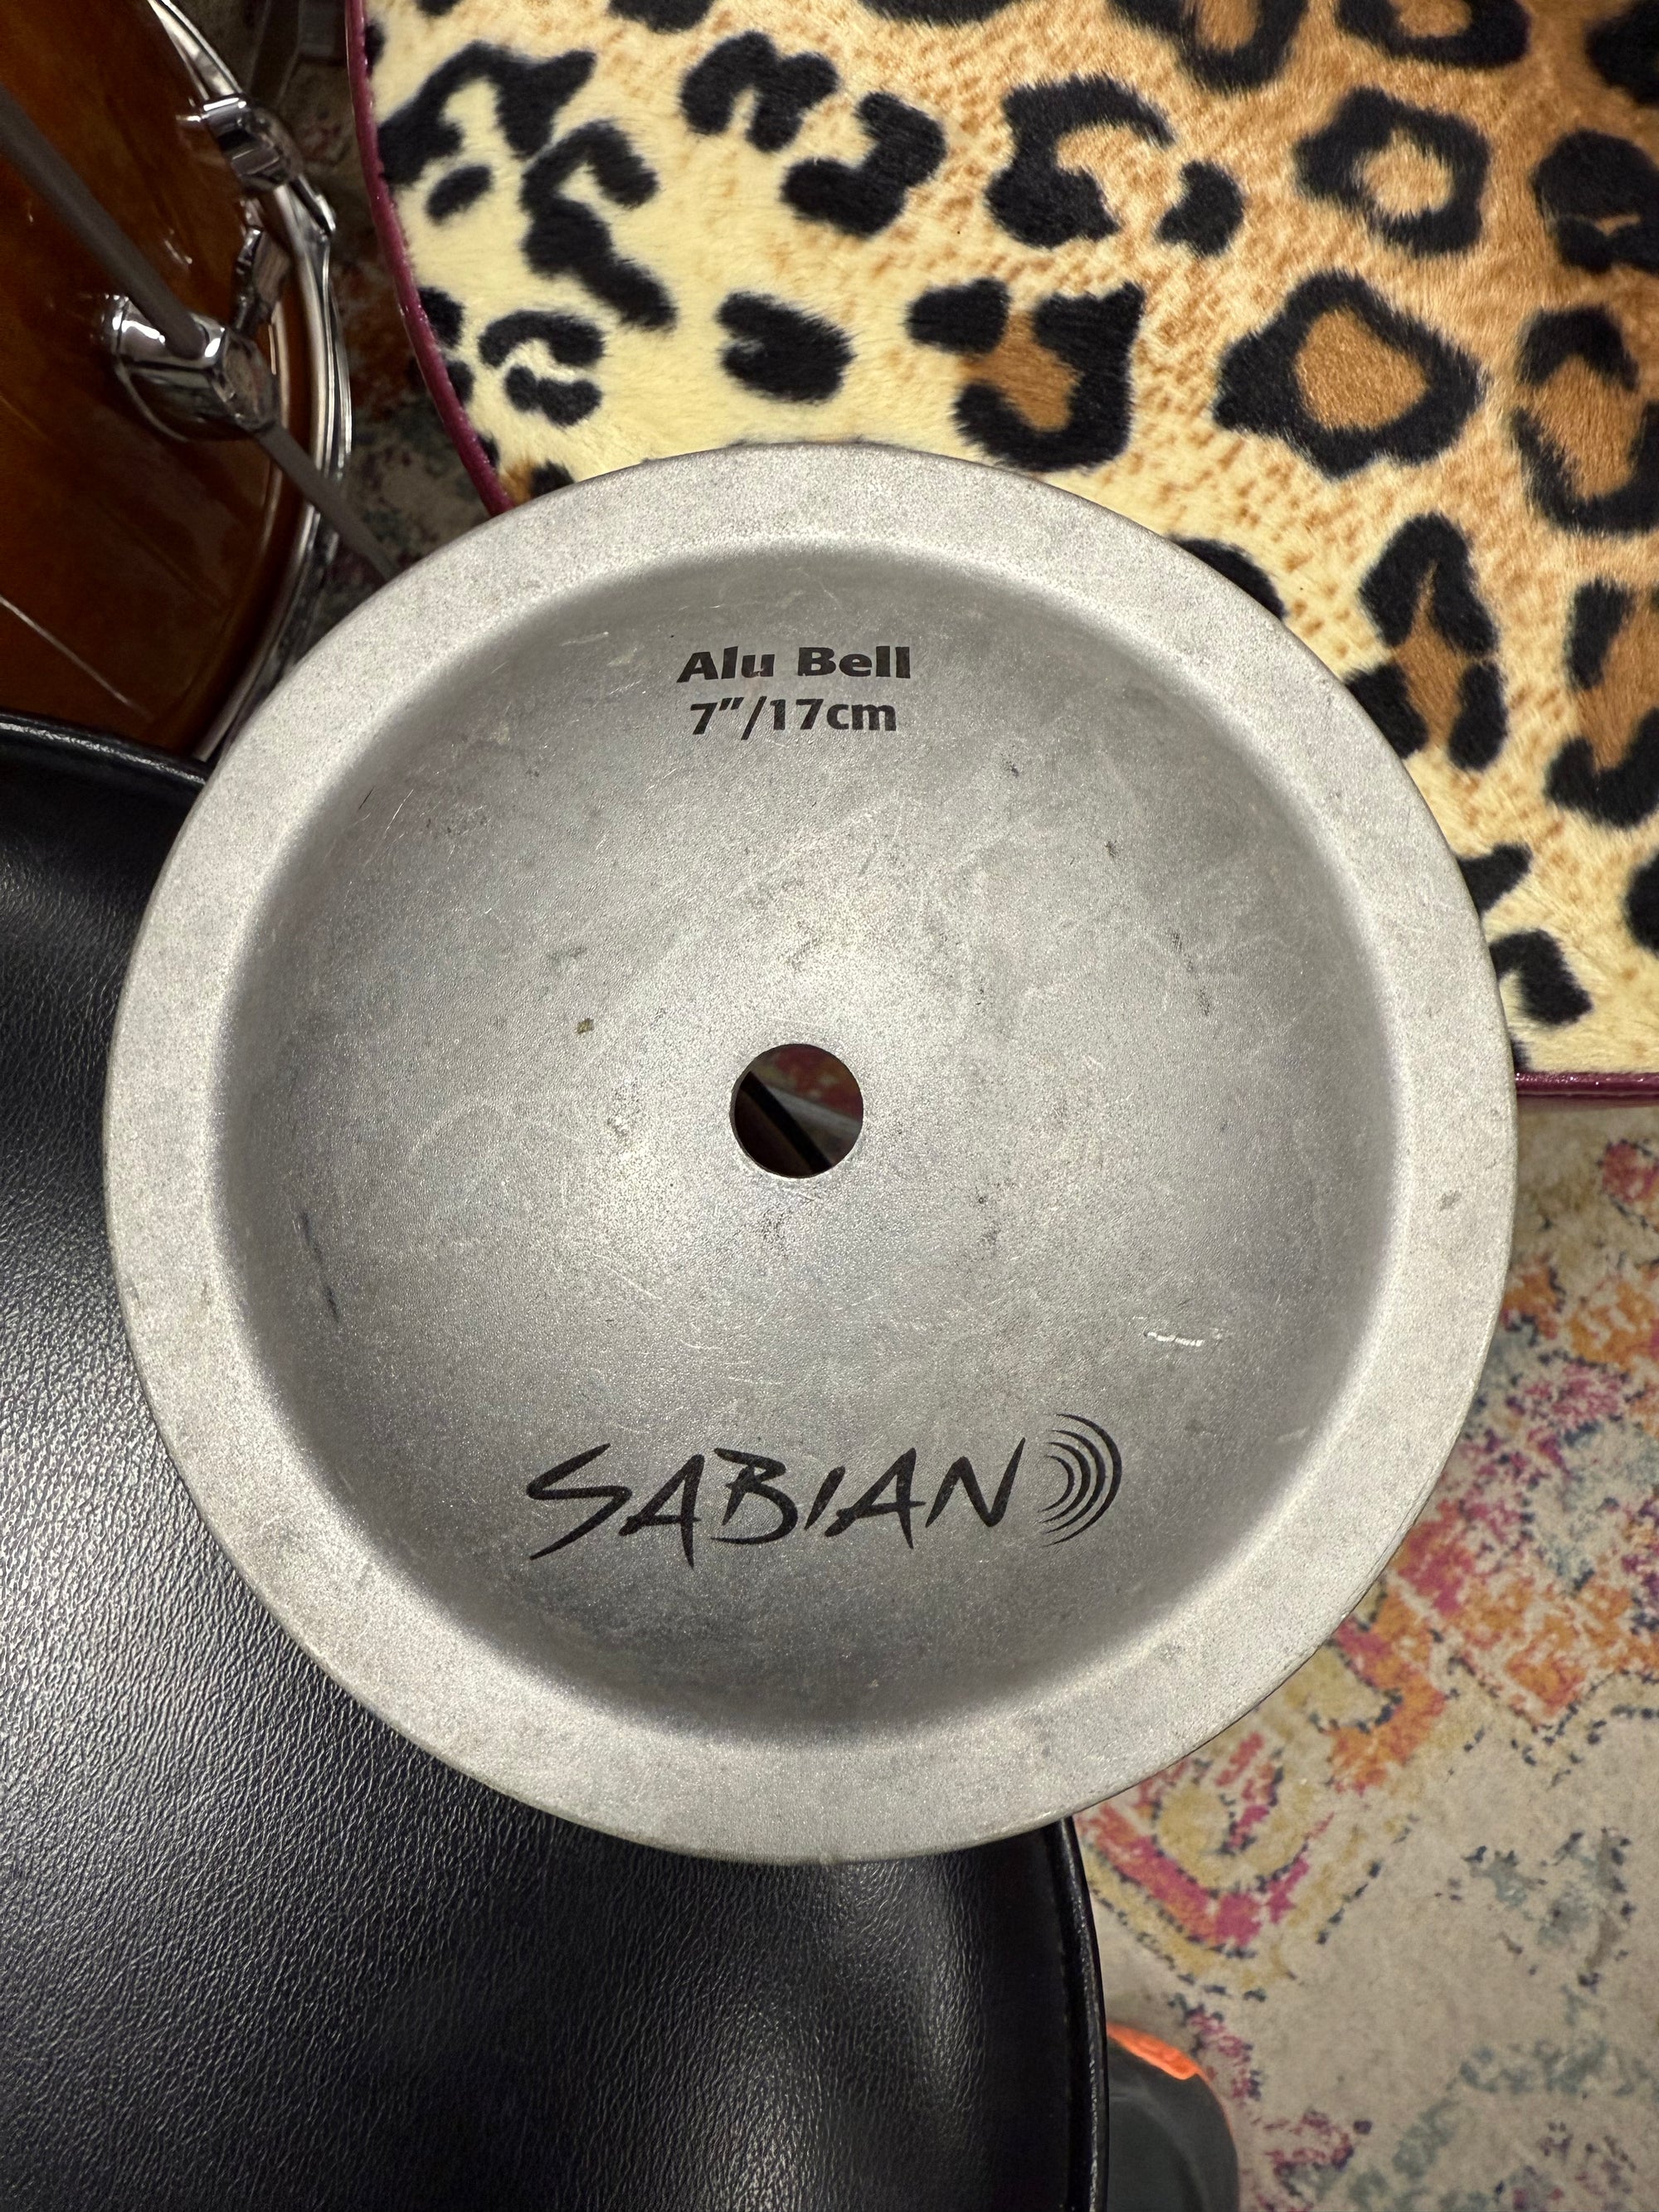 Alu Bell
7"/17cm
SABIAN